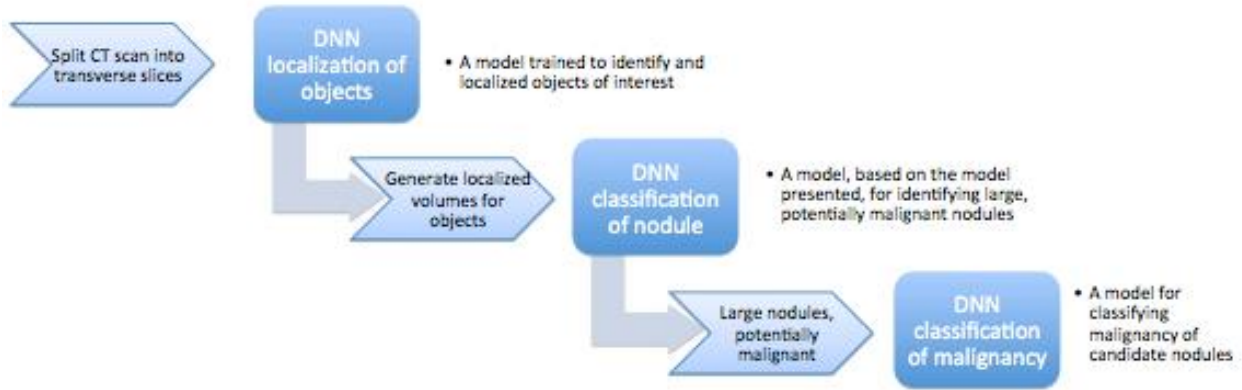 Split CT scan into
transverse slices
DNN
localization of
objects
• A model trained to identify and
localized objects of interest
Generate localized
volumes for
objects
DNN
classification
of nodule
• A model, based on the model
presented, for identifying large,
potentially malignant nodules
Large nodules,
potentially
malignant
DNN
classification
of malignancy
• A model for
classifying
malignancy of
candidate nodules